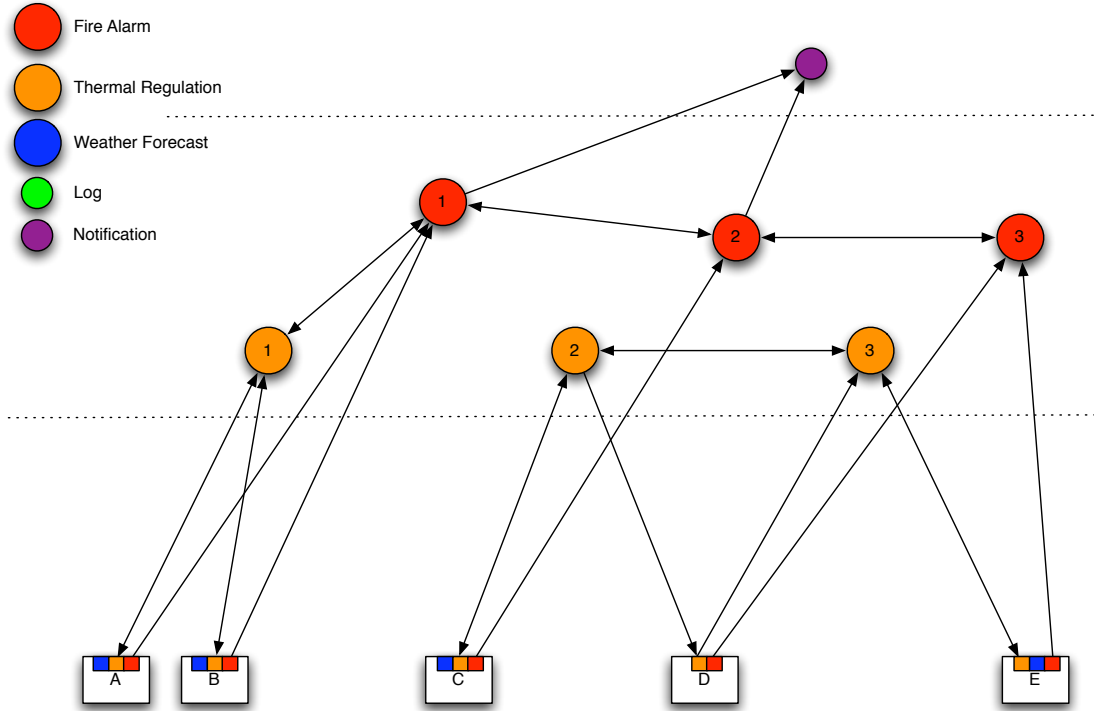 Fire Alarm
Thermal Regulation
Weather Forecast
Log
Notification
1
2
3
1
2
3
A
B
C
D
E